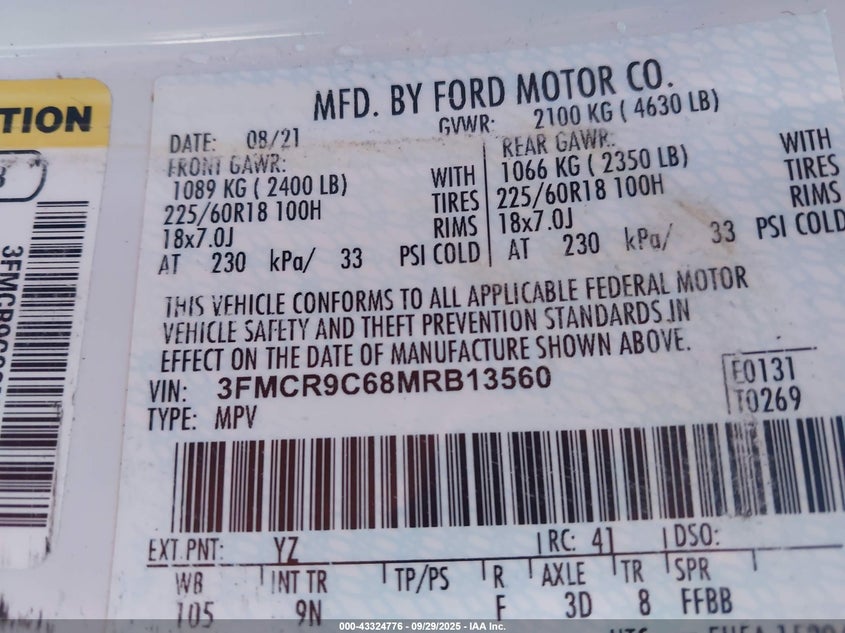 MFD. BY FORD MOTOR CO.
DATE: 08/21 GVWR: 2100 KG ( 4630 LB)
FRONT GAWR: REAR GAWR:
1089 KG ( 2400 LB) WITH 1066 KG ( 2350 LB) WITH
225/60R18 100H TIRES 225/60R18 100H TIRES
18x7.0J RIMS 18x7.0J RIMS
AT 230 kPa/ 33 PSI COLD AT 230 kPa/ 33 PSI COLD
THIS VEHICLE CONFORMS TO ALL APPLICABLE FEDERAL MOTOR
VEHICLE SAFETY AND THEFT PREVENTION STANDARDS IN
EFFECT ON THE DATE OF MANUFACTURE SHOWN ABOVE.
VIN: 3FMCR9C68MRB13560 F0131
TYPE: MPV T0269
EXT PNT: YZ RC: 41 DSO:
WB INT TR TP/PS R AXLE TR SPR
105 9N F 3D 8 FFBB
TION
000-43324776 - 09/29/2025 - IAA Inc.